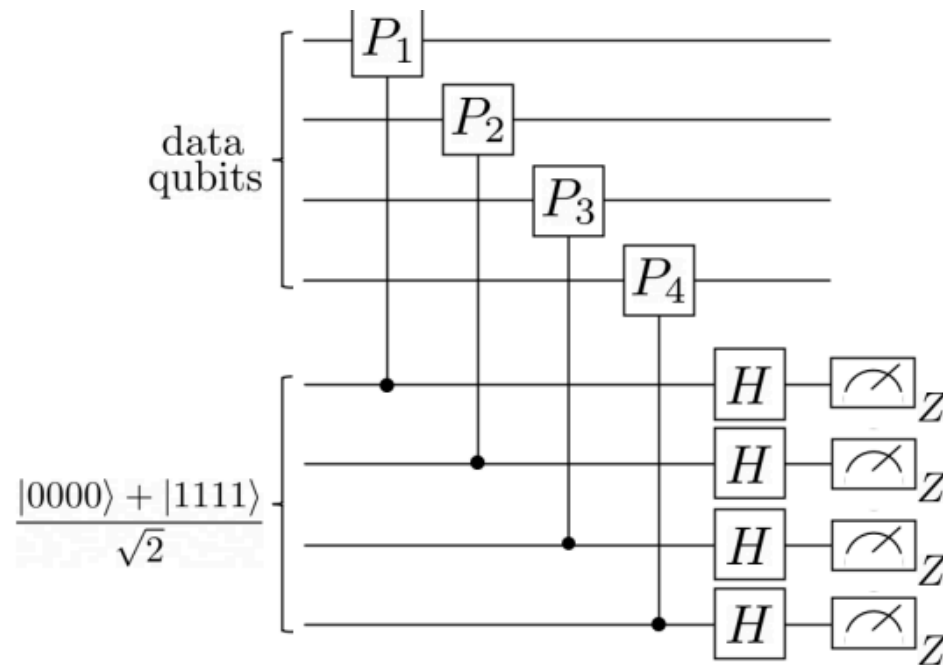 P₁
P₂
data
qubits
P₃
P₄
H
Z
H
Z
|0000⟩ + |1111⟩
√2
H
Z
H
Z